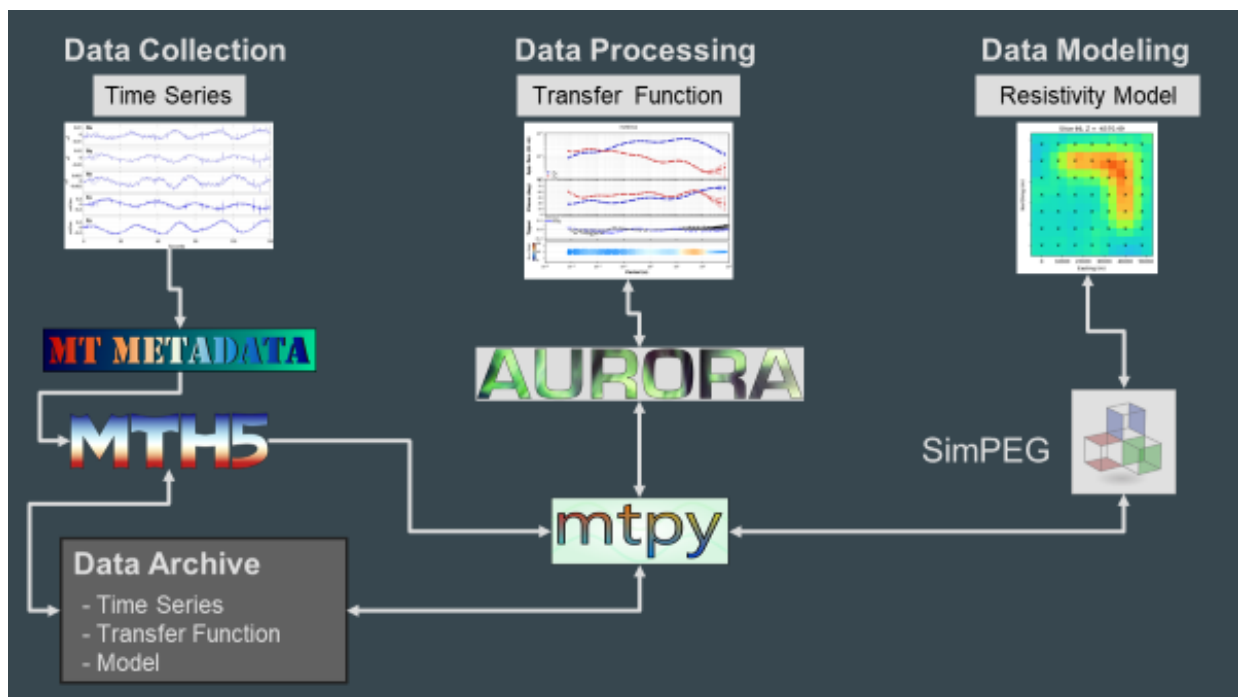 Data Collection
Data Processing
Data Modeling
Time Series
Transfer Function
Resistivity Model
MT METADATA
AURORA
MTH5
SimPEG
mtpy
Data Archive
- Time Series
- Transfer Function
- Model